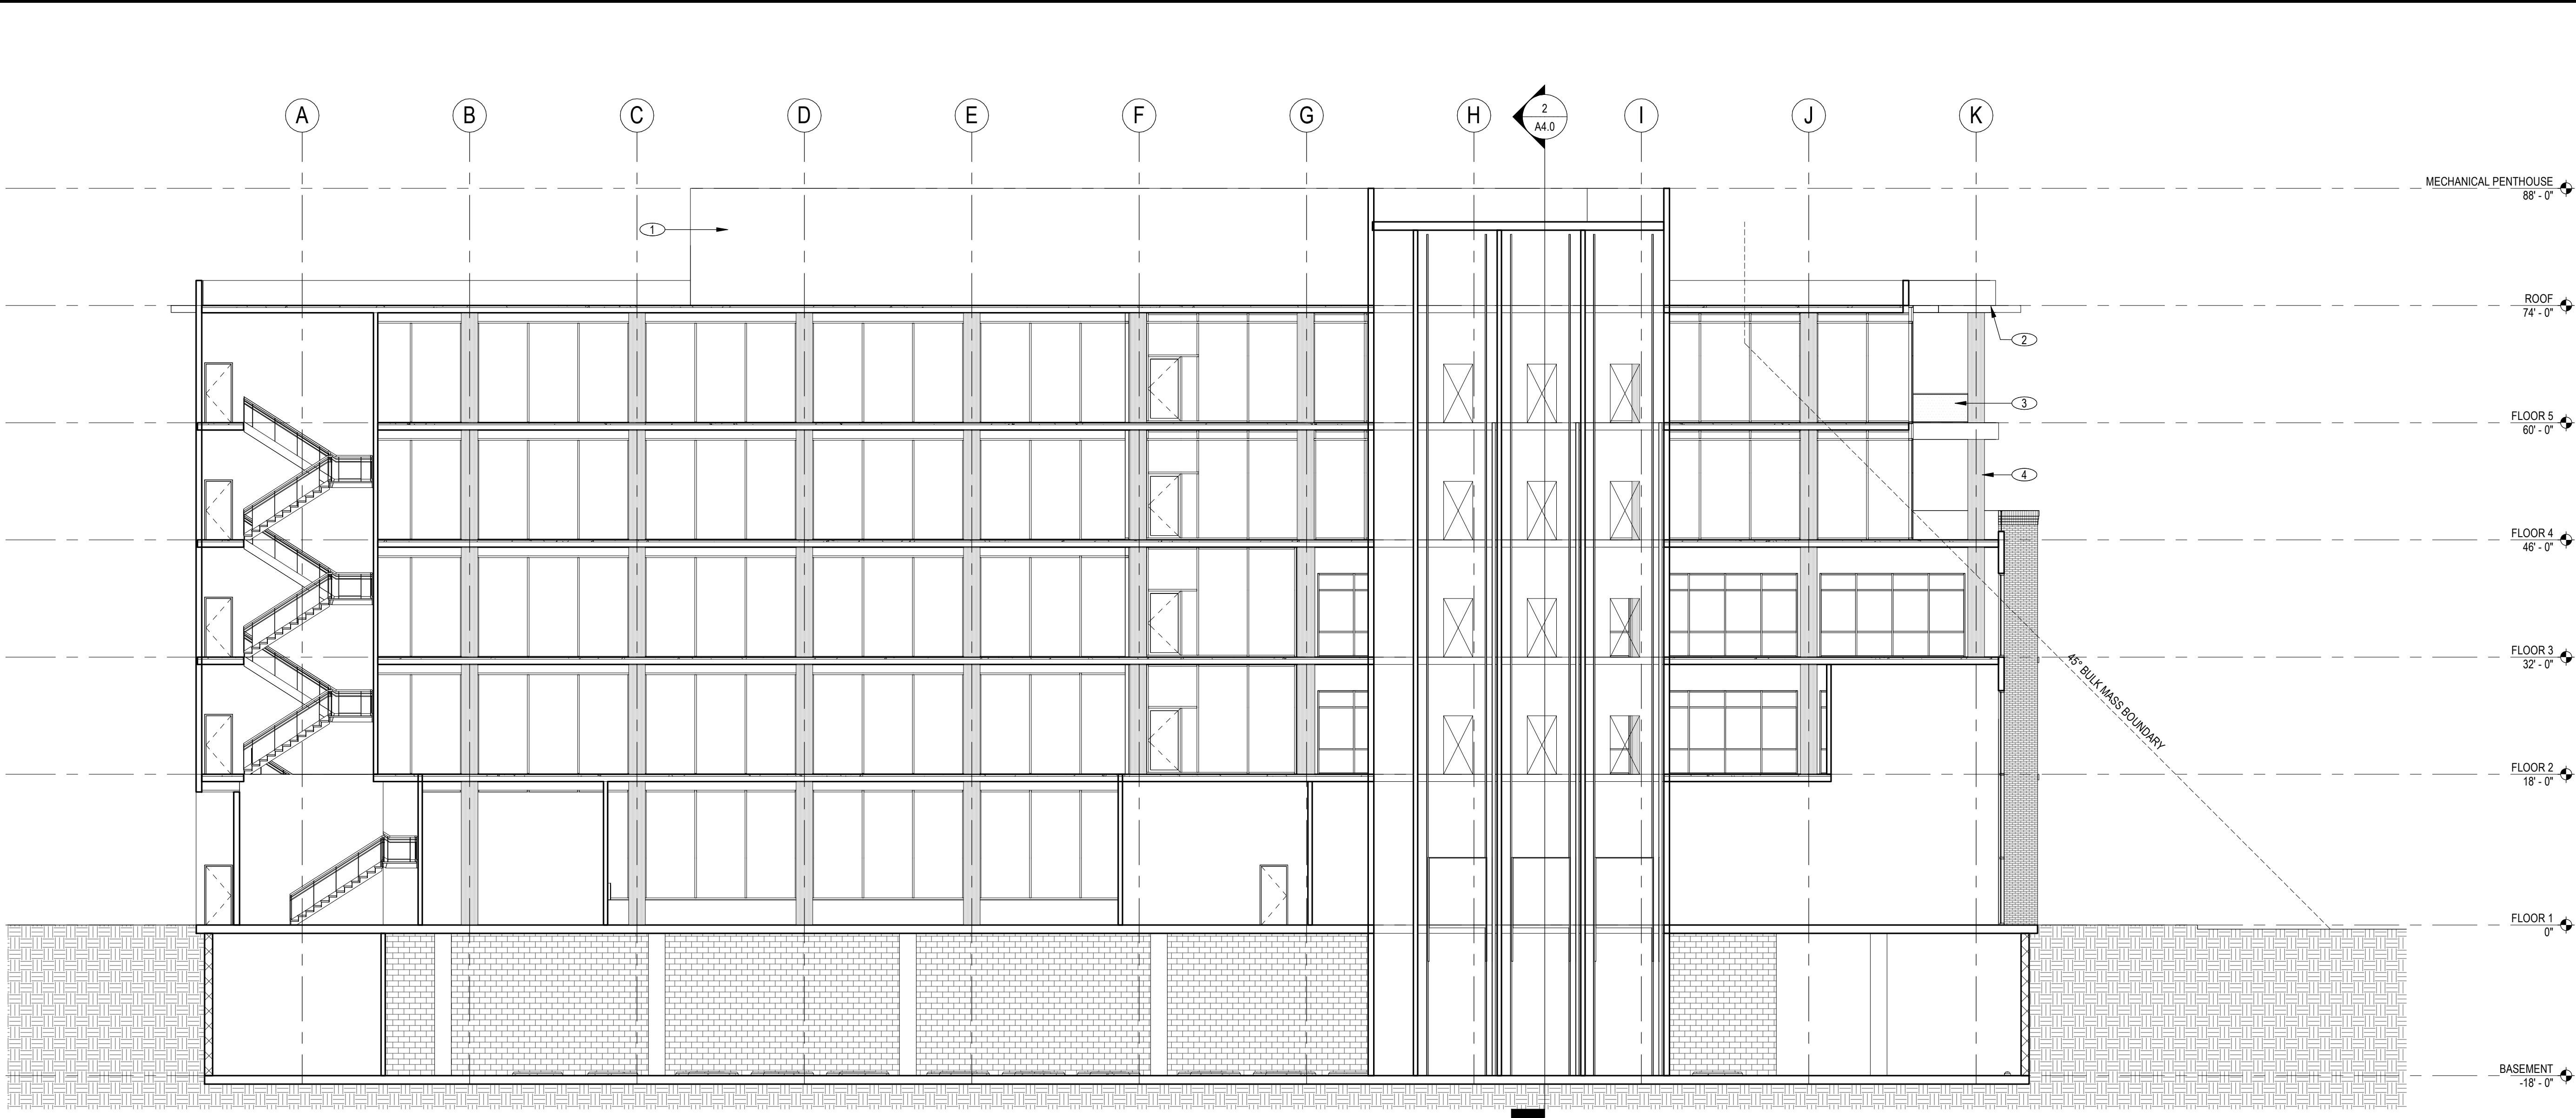 A
B
C
D
E
F
G
H
2
A4.0
I
J
K
MECHANICAL PENTHOUSE
88' - 0"
1
ROOF
74' - 0"
2
3
FLOOR 5
60' - 0"
4
FLOOR 4
46' - 0"
FLOOR 3
32' - 0"
45° BULK MASS BOUNDARY
FLOOR 2
18' - 0"
FLOOR 1
0"
BASEMENT
-18' - 0"